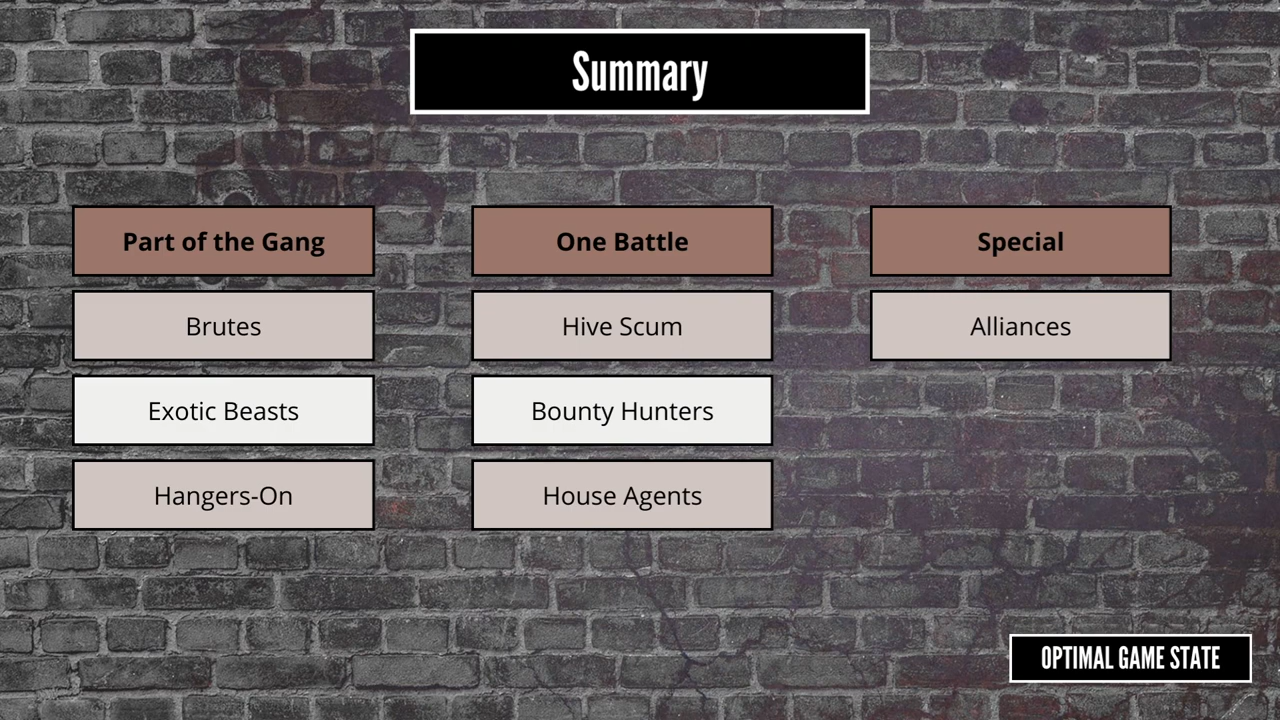 Summary
Part of the Gang
One Battle
Special
Brutes
Hive Scum
Alliances
Exotic Beasts
Bounty Hunters
Hangers-On
House Agents
OPTIMAL GAME STATE